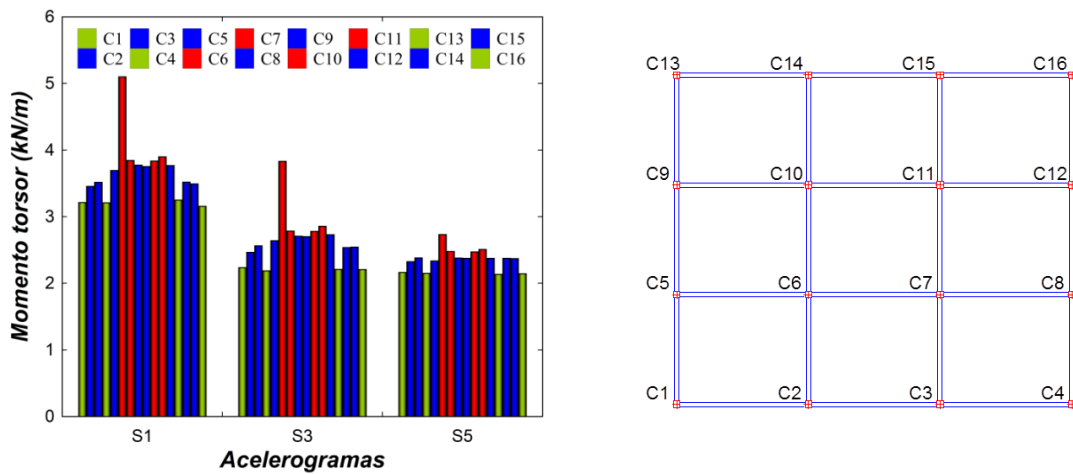 6
5
4
3
2
1
0
Momento torsor (kN/m)
C1 C3 C5 C7 C9 C11 C13 C15
C2 C4 C6 C8 C10 C12 C14 C16
S1 S3 S5
Acelerogramas
C13 C14 C15 C16
C9 C10 C11 C12
C5 C6 C7 C8
C1 C2 C3 C4